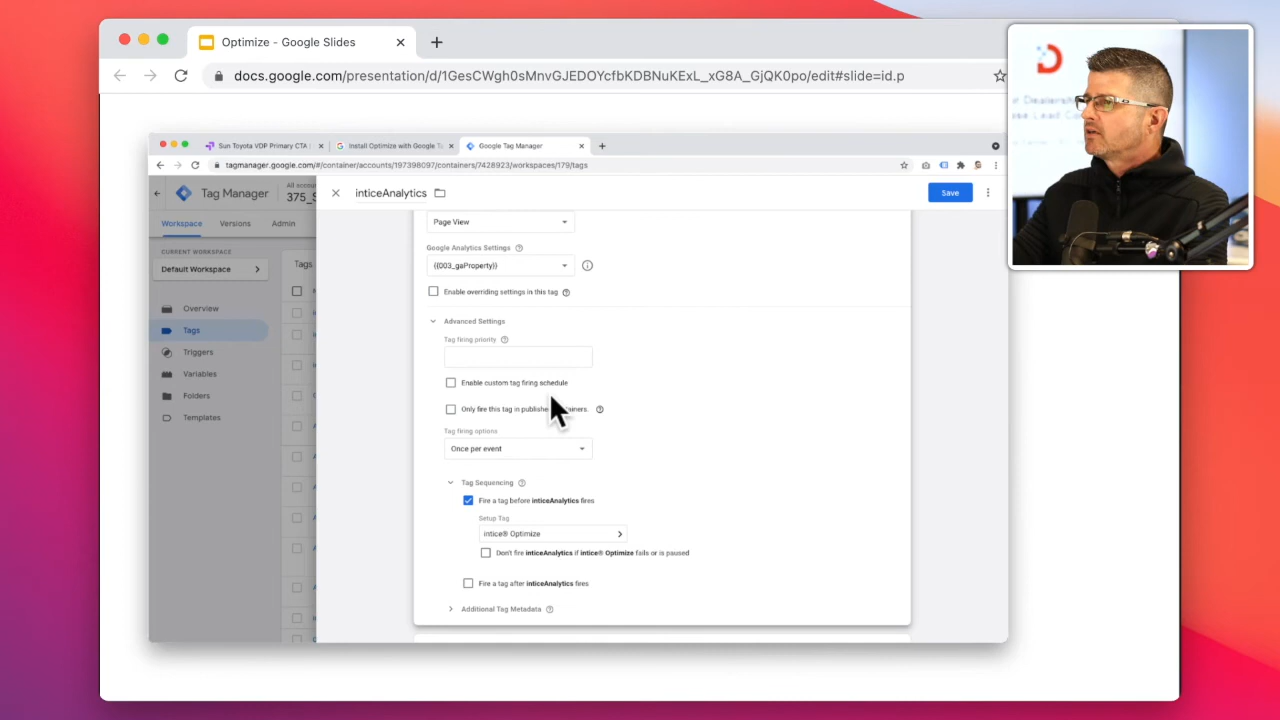 Optimize - Google Slides
docs.google.com/presentation/d/1GesCWgh0sMnvGJEDOYcfbKDBNuKExL_xG8A_GjQK0po/edit#slide=id.p
Sun Toyota VDP Primary CTA
Install Optimize with Google Ta
Google Tag Manager
tagmanager.google.com/#/container/accounts/197398097/containers/7428923/workspaces/179/tags
Tag Manager
All accou
375_S
inticeAnalytics
Save
Workspace Versions Admin
CURRENT WORKSPACE
Default Workspace
Overview
Tags
Triggers
Variables
Folders
Templates
Tags
Page View
Google Analytics Settings
{{003_gaProperty}}
Enable overriding settings in this tag
Advanced Settings
Tag firing priority
Enable custom tag firing schedule
Only fire this tag in publishe ainers.
Tag firing options
Once per event
Tag Sequencing
Fire a tag before inticeAnalytics fires
Setup Tag
intice® Optimize
Don't fire inticeAnalytics if intice® Optimize fails or is paused
Fire a tag after inticeAnalytics fires
Additional Tag Metadata